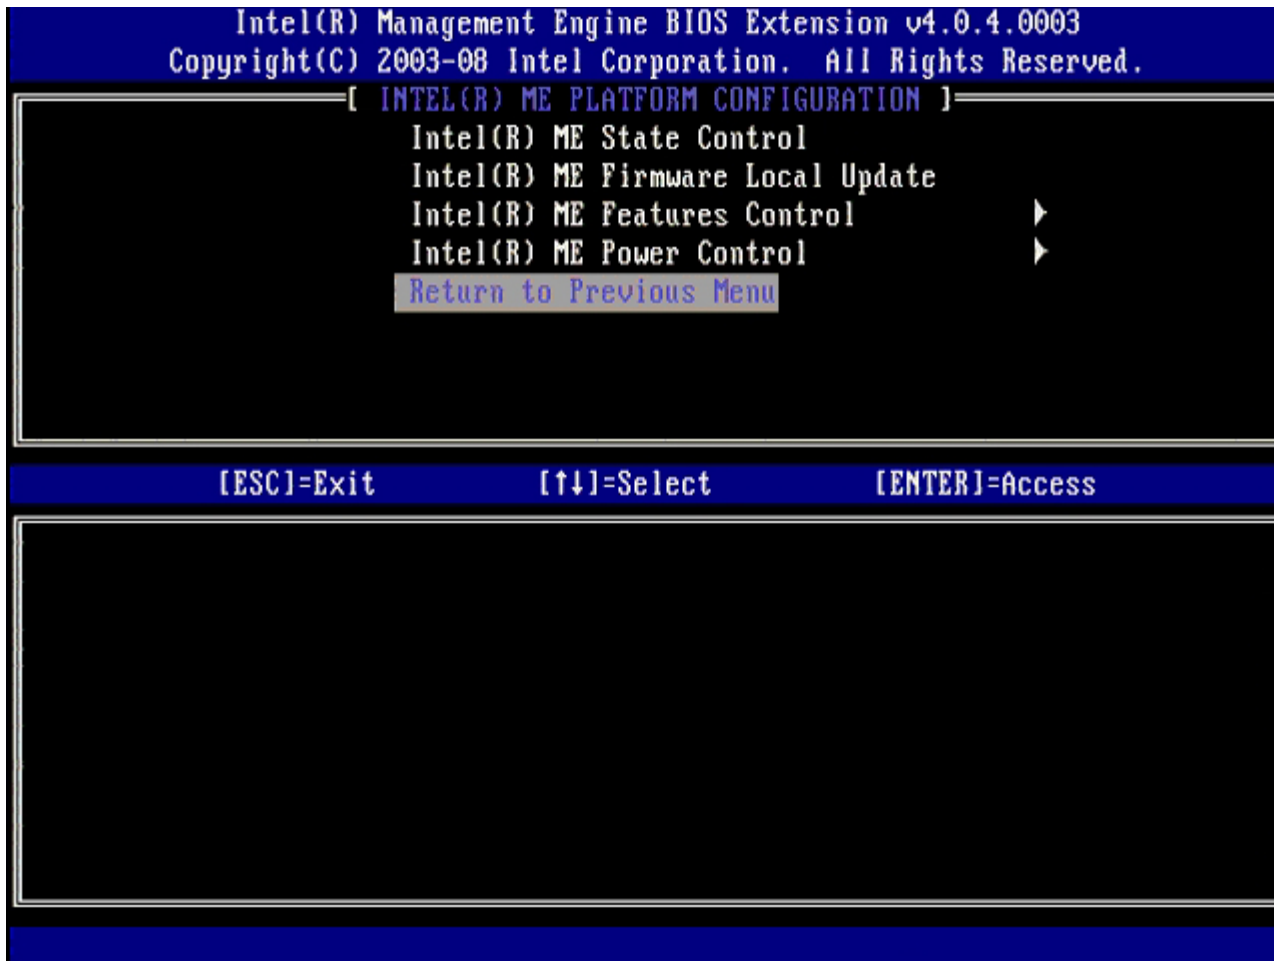 Intel(R) Management Engine BIOS Extension v4.0.4.0003
Copyright(C) 2003-08 Intel Corporation. All Rights Reserved.
[ INTEL(R) ME PLATFORM CONFIGURATION ]
Intel(R) ME State Control
Intel(R) ME Firmware Local Update
Intel(R) ME Features Control
Intel(R) ME Power Control
Return to Previous Menu
[ESC]=Exit [↑↓]=Select [ENTER]=Access